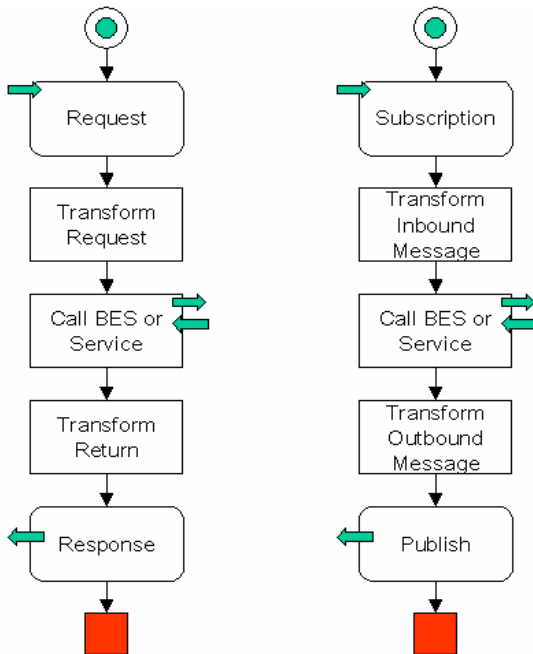 Request
Transform
Request
Call BES or
Service
Transform
Return
Response
Subscription
Transform
Inbound
Message
Call BES or
Service
Transform
Outbound
Message
Publish